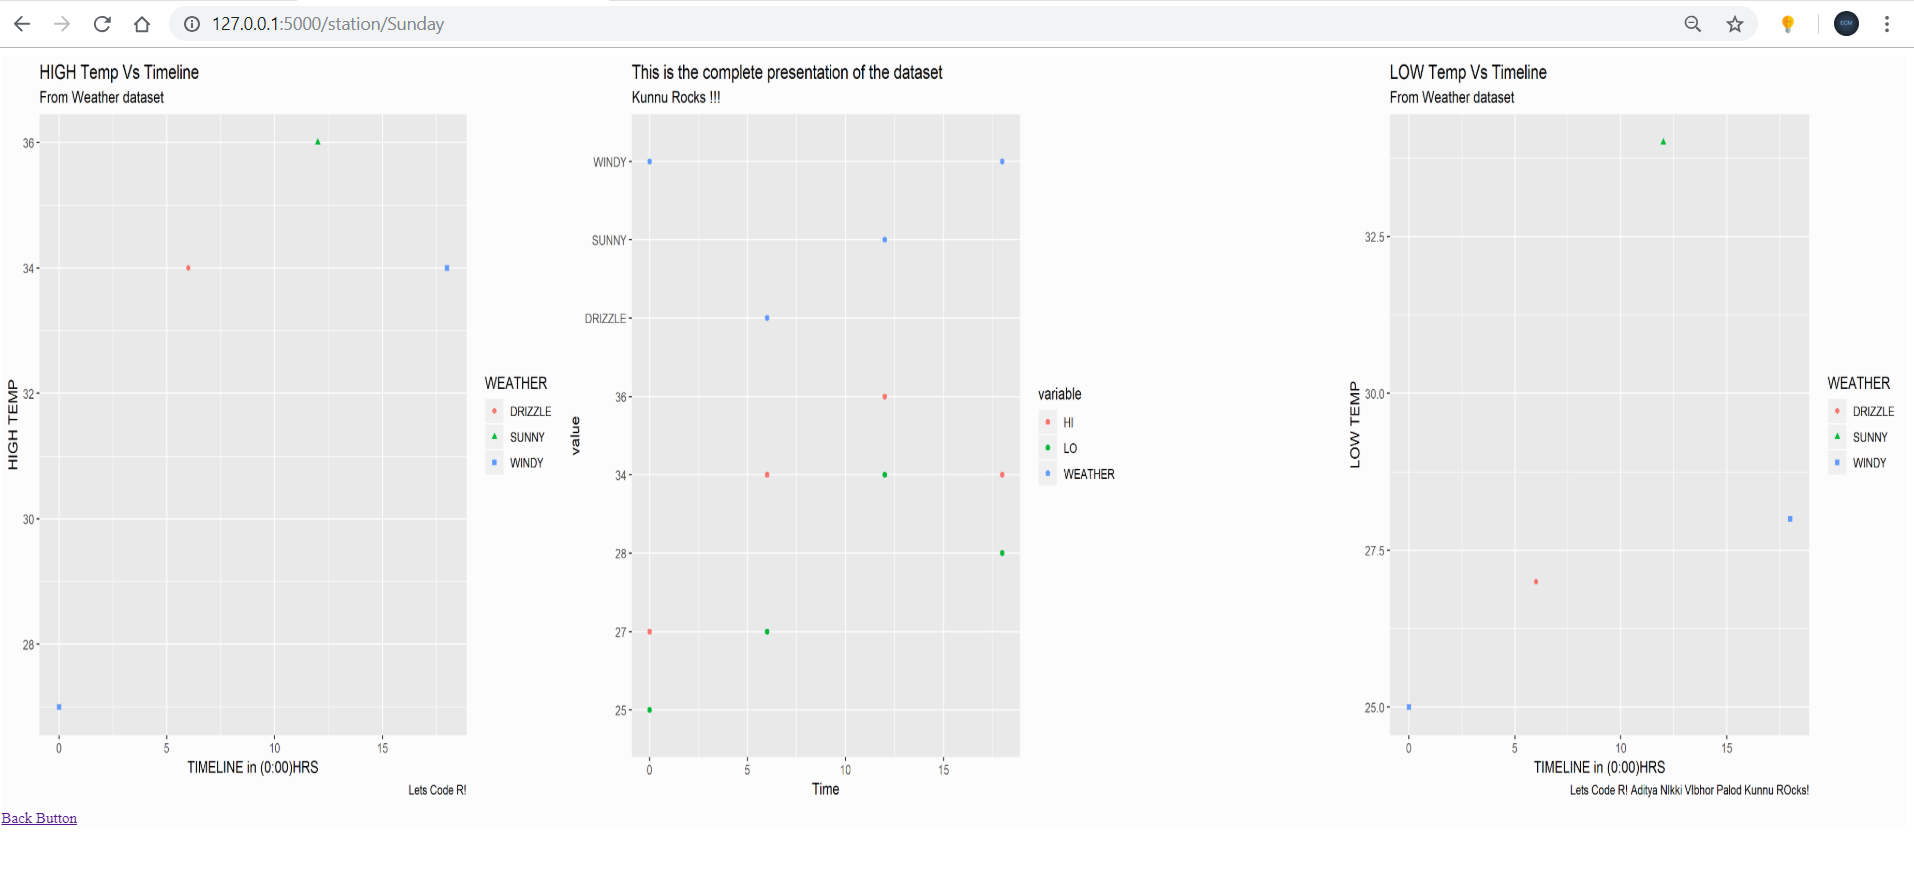 127.0.0.1:5000/station/Sunday
HIGH Temp Vs Timeline
From Weather dataset
36
34
32
30
28
HIGH TEMP
0 5 10 15
TIMELINE in (0:00)HRS
Lets Code R!
WEATHER
DRIZZLE
SUNNY
WINDY
This is the complete presentation of the dataset
Kunnu Rocks !!!
WINDY
SUNNY
DRIZZLE
36
34
28
27
25
value
0 5 10 15
Time
variable
HI
LO
WEATHER
LOW Temp Vs Timeline
From Weather dataset
32.5
30.0
27.5
25.0
LOW TEMP
0 5 10 15
TIMELINE in (0:00)HRS
Lets Code R! Aditya NIkki VIbhor Palod Kunnu ROcks!
WEATHER
DRIZZLE
SUNNY
WINDY
Back Button